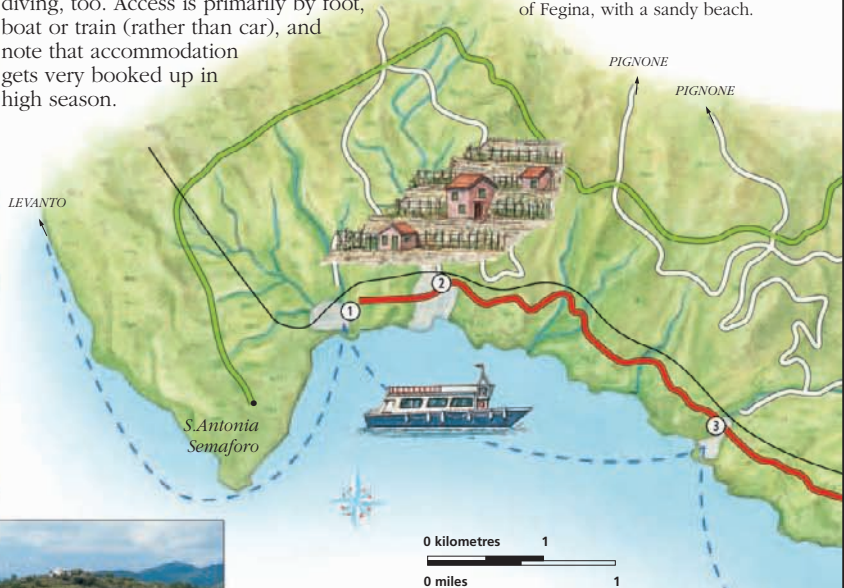 diving, too. Access is primarily by foot,
boat or train (rather than car), and
note that accommodation
gets very booked up in
high season.
of Fegina, with a sandy beach.
PIGNONE
PIGNONE
LEVANTO
1
2
S.Antonia
Semaforo
3
0 kilometres 1
0 miles 1